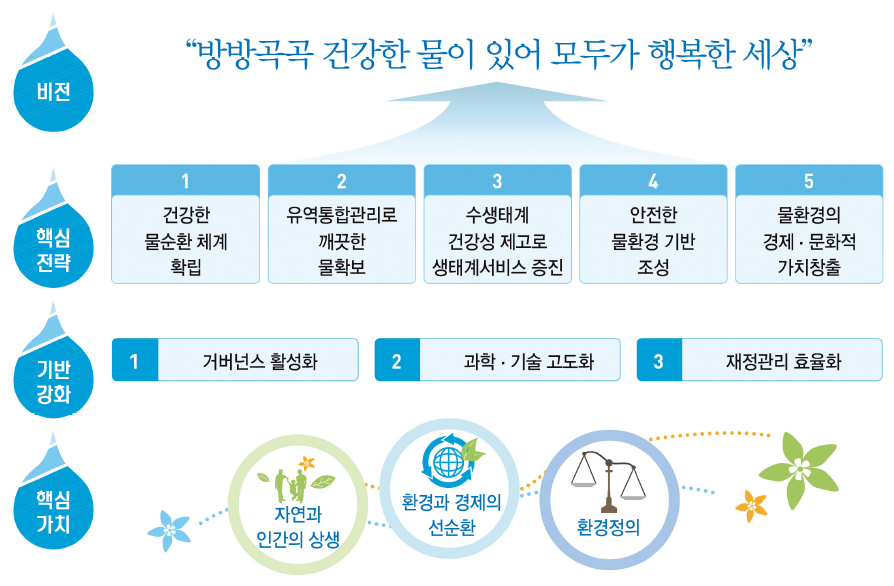 비전
“방방곡곡 건강한 물이 있어 모두가 행복한 세상”
핵심
전략
1
건강한
물순환 체계
확립
2
유역통합관리로
깨끗한
물확보
3
수생태계
건강성 제고로
생태계서비스 증진
4
안전한
물환경 기반
조성
5
물환경의
경제 · 문화적
가치창출
기반
강화
1 거버넌스 활성화
2 과학 · 기술 고도화
3 재정관리 효율화
핵심
가치
자연과
인간의 상생
환경과 경제의
선순환
환경정의